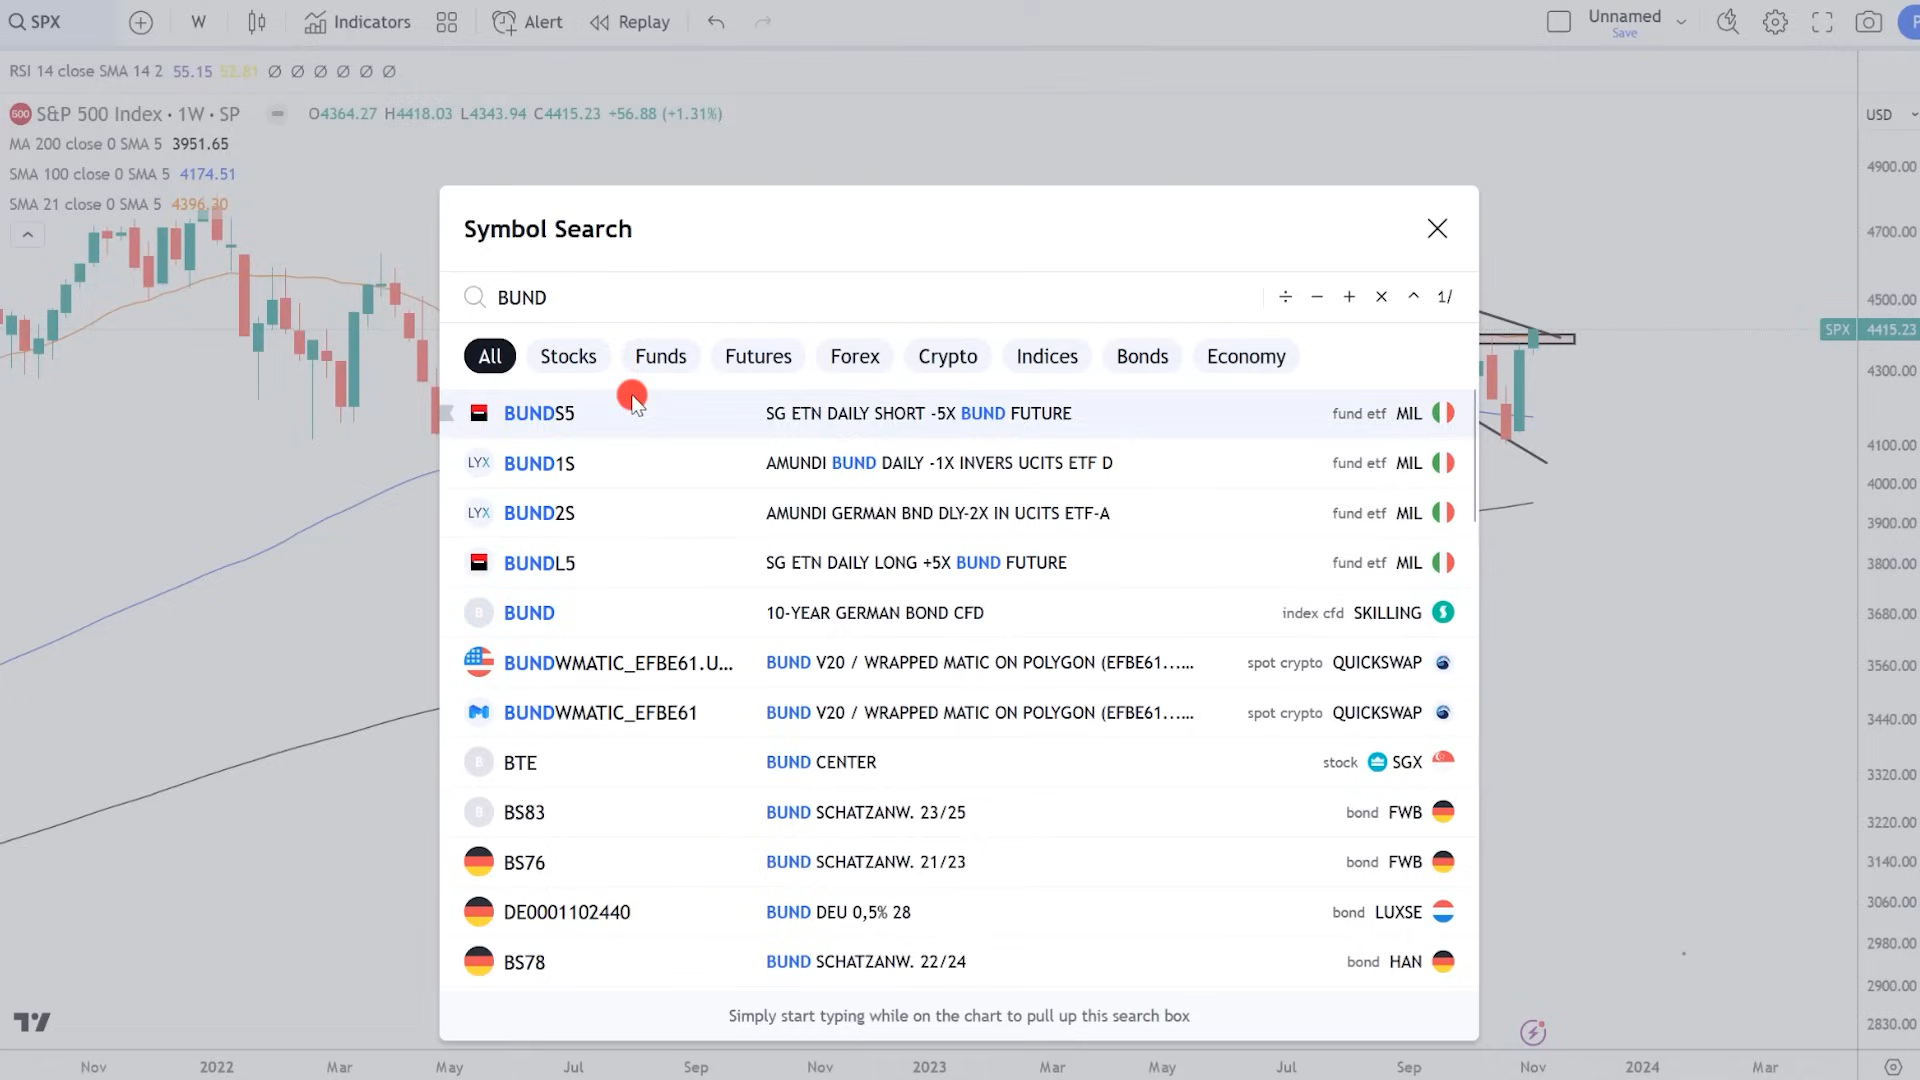 SPX W Indicators Alert Replay Unnamed
Save
RSI 14 close SMA 14 2 55.15 52.81 Ø Ø Ø Ø Ø Ø
S&P 500 Index · 1W · SP O4364.27 H4418.03 L4343.94 C4415.23 +56.88 (+1.31%) USD
MA 200 close 0 SMA 5 3951.65
SMA 100 close 0 SMA 5 4174.51
SMA 21 close 0 SMA 5 4396.30
Symbol Search
BUND ÷ − + × ^ 1/
All Stocks Funds Futures Forex Crypto Indices Bonds Economy
BUNDS5 SG ETN DAILY SHORT -5X BUND FUTURE fund etf MIL
LYX BUND1S AMUNDI BUND DAILY -1X INVERS UCITS ETF D fund etf MIL
LYX BUND2S AMUNDI GERMAN BND DLY-2X IN UCITS ETF-A fund etf MIL
BUNDL5 SG ETN DAILY LONG +5X BUND FUTURE fund etf MIL
B BUND 10-YEAR GERMAN BOND CFD index cfd SKILLING
BUNDWMATIC_EFBE61.U... BUND V20 / WRAPPED MATIC ON POLYGON (EFBE61...... spot crypto QUICKSWAP
BUNDWMATIC_EFBE61 BUND V20 / WRAPPED MATIC ON POLYGON (EFBE61...... spot crypto QUICKSWAP
B BTE BUND CENTER stock SGX
B BS83 BUND SCHATZANW. 23/25 bond FWB
BS76 BUND SCHATZANW. 21/23 bond FWB
DE0001102440 BUND DEU 0,5% 28 bond LUXSE
BS78 BUND SCHATZANW. 22/24 bond HAN
Simply start typing while on the chart to pull up this search box
4900.00
4700.00
4500.00
SPX 4415.23
4300.00
4100.00
4000.00
3900.00
3800.00
3680.00
3560.00
3440.00
3320.00
3220.00
3140.00
3060.00
2980.00
2900.00
2830.00
Nov 2022 Mar May Jul Sep Nov 2023 Mar May Jul Sep Nov 2024 Mar